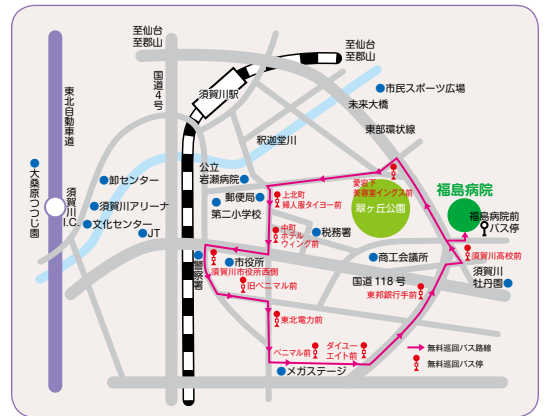 至仙台
至郡山
至仙台
至郡山
東北自動車道
国道4号
須賀川駅
市民スポーツ広場
未来大橋
釈迦堂川
東部環状線
大桑原つつじ園
卸センター
公立
岩瀬病院
愛宕下
美容室インクス前
福島病院
須賀川
I.C.
須賀川アリーナ
郵便局
上北町
婦人服タイヨー前
翠ヶ丘公園
文化センター
第二小学校
福島病院前
バス停
JT
中町
ホテル
ウィング前
税務署
警察署
市役所
商工会議所
須賀川高校前
須賀川市役所西側
須賀川
牡丹園
旧ベニマル前
国道118号
東邦銀行手前
東北電力前
ベニマル前
ダイユー
エイト前
無料巡回バス路線
メガステージ
無料巡回バス停